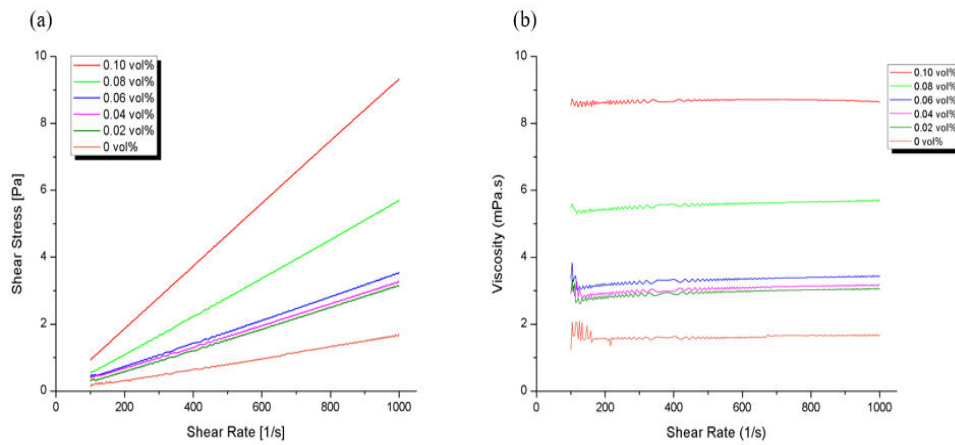 (a)
0.10 vol%
0.08 vol%
0.06 vol%
0.04 vol%
0.02 vol%
0 vol%
Shear Stress [Pa]
10
8
6
4
2
0
0 200 400 600 800 1000
Shear Rate [1/s]
(b)
0.10 vol%
0.08 vol%
0.06 vol%
0.04 vol%
0.02 vol%
0 vol%
Viscosity (mPa.s)
10
8
6
4
2
0
0 200 400 600 800 1000
Shear Rate (1/s)